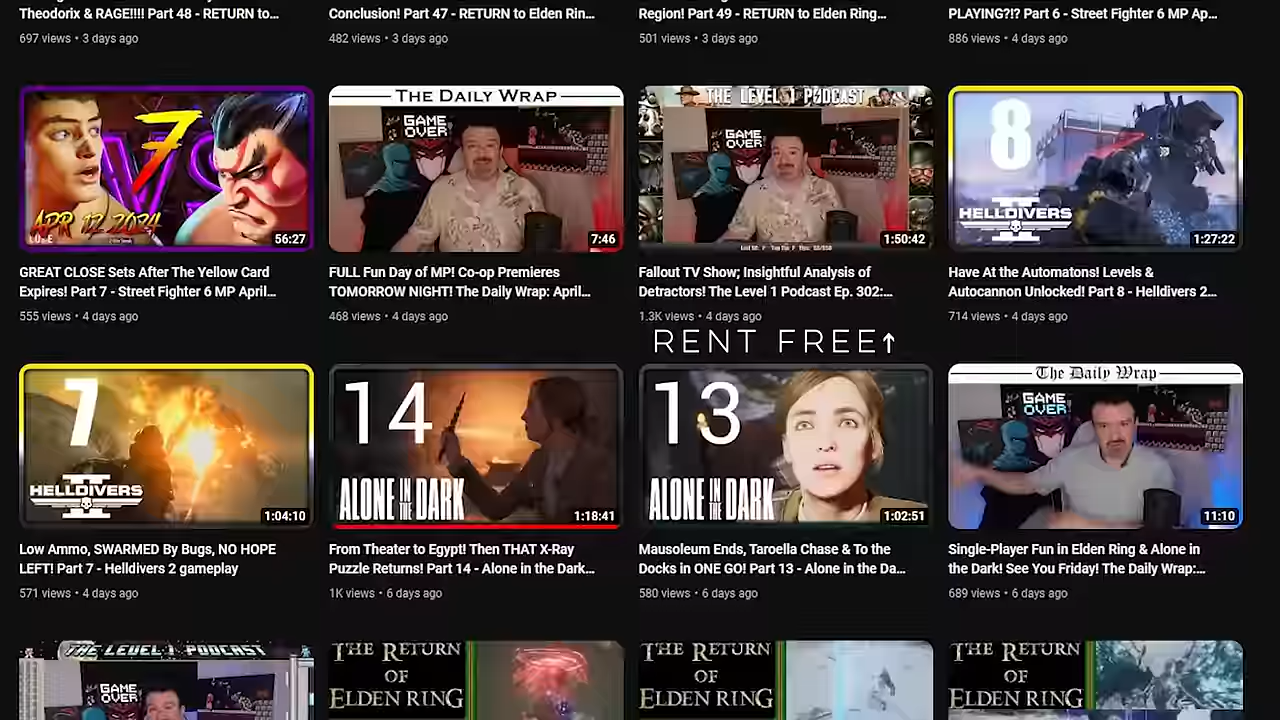 Theodorix & RAGE!!!! Part 48 - RETURN to...
697 views • 3 days ago
Conclusion! Part 47 - RETURN to Elden Rin...
482 views • 3 days ago
Region! Part 49 - RETURN to Elden Ring...
501 views • 3 days ago
PLAYING?!? Part 6 - Street Fighter 6 MP Ap...
886 views • 4 days ago
VS
7
APR 12 2024
56:27
GREAT CLOSE Sets After The Yellow Card
Expires! Part 7 - Street Fighter 6 MP April...
555 views • 4 days ago
THE DAILY WRAP
GAME
OVER
7:46
FULL Fun Day of MP! Co-op Premieres
TOMORROW NIGHT! The Daily Wrap: April...
468 views • 4 days ago
THE LEVEL 1 PODCAST
GAME
OVER
1:50:42
Fallout TV Show; Insightful Analysis of
Detractors! The Level 1 Podcast Ep. 302:...
1.3K views • 4 days ago
8
HELLDIVERS
II
1:27:22
Have At the Automatons! Levels &
Autocannon Unlocked! Part 8 - Helldivers 2...
714 views • 4 days ago
RENT FREE↑
7
HELLDIVERS
II
1:04:10
Low Ammo, SWARMED By Bugs, NO HOPE
LEFT! Part 7 - Helldivers 2 gameplay
571 views • 4 days ago
14
ALONE IN THE DARK
1:18:41
From Theater to Egypt! Then THAT X-Ray
Puzzle Returns! Part 14 - Alone in the Dark...
1K views • 6 days ago
13
ALONE IN THE DARK
1:02:51
Mausoleum Ends, Taroella Chase & To the
Docks in ONE GO! Part 13 - Alone in the Da...
580 views • 6 days ago
The Daily Wrap
GAME
OVER
11:10
Single-Player Fun in Elden Ring & Alone in
the Dark! See You Friday! The Daily Wrap:...
689 views • 6 days ago
THE LEVEL 1 PODCAST
GAME
OVER
THE RETURN
OF
ELDEN RING
THE RETURN
OF
ELDEN RING
THE RETURN
OF
ELDEN RING